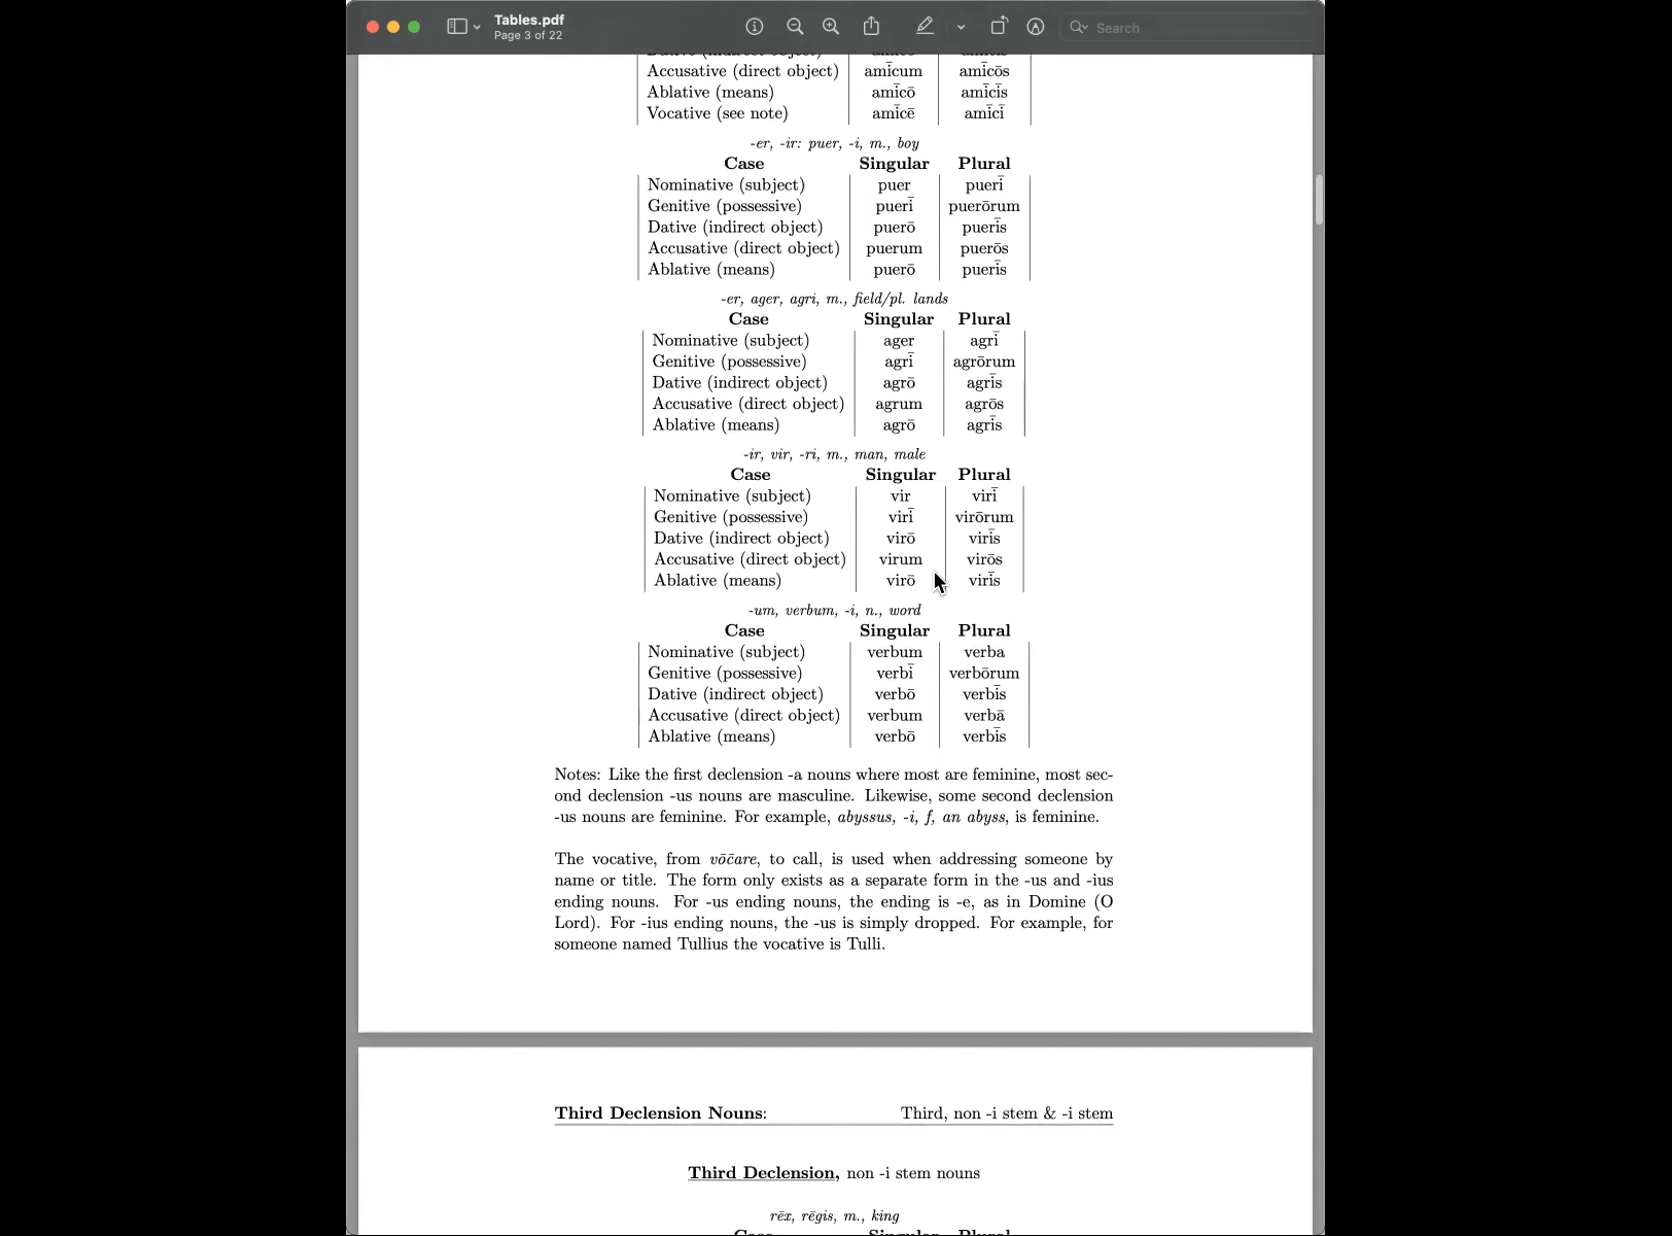 Tables.pdf
Page 3 of 22
Search
Dative (indirect object) amīcō amīcīs
Accusative (direct object) amīcum amīcōs
Ablative (means) amīcō amīcīs
Vocative (see note) amīcē amīcī
-er, -ir: puer, -i, m., boy
Case Singular Plural
Nominative (subject) puer puerī
Genitive (possessive) puerī puerōrum
Dative (indirect object) puerō puerīs
Accusative (direct object) puerum puerōs
Ablative (means) puerō puerīs
-er, ager, agri, m., field/pl. lands
Case Singular Plural
Nominative (subject) ager agrī
Genitive (possessive) agrī agrōrum
Dative (indirect object) agrō agrīs
Accusative (direct object) agrum agrōs
Ablative (means) agrō agrīs
-ir, vir, -ri, m., man, male
Case Singular Plural
Nominative (subject) vir virī
Genitive (possessive) virī virōrum
Dative (indirect object) virō virīs
Accusative (direct object) virum virōs
Ablative (means) virō virīs
-um, verbum, -i, n., word
Case Singular Plural
Nominative (subject) verbum verba
Genitive (possessive) verbī verbōrum
Dative (indirect object) verbō verbīs
Accusative (direct object) verbum verbā
Ablative (means) verbō verbīs
Notes: Like the first declension -a nouns where most are feminine, most sec-
ond declension -us nouns are masculine. Likewise, some second declension
-us nouns are feminine. For example, abyssus, -i, f, an abyss, is feminine.
The vocative, from vōc̄are, to call, is used when addressing someone by
name or title. The form only exists as a separate form in the -us and -ius
ending nouns. For -us ending nouns, the ending is -e, as in Domine (O
Lord). For -ius ending nouns, the -us is simply dropped. For example, for
someone named Tullius the vocative is Tulli.
Third Declension Nouns: Third, non -i stem & -i stem
Third Declension, non -i stem nouns
rēx, rēgis, m., king
Case Singular Plural